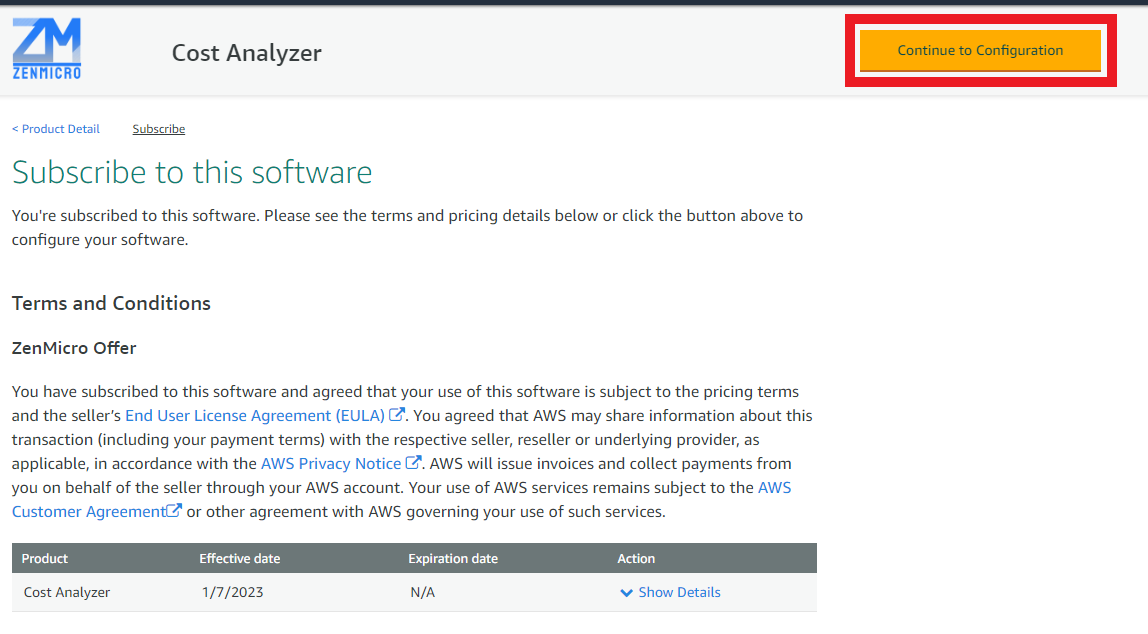 ZM
ZENMICRO
Cost Analyzer
Continue to Configuration
< Product Detail
Subscribe
Subscribe to this software
You're subscribed to this software. Please see the terms and pricing details below or click the button above to
configure your software.
Terms and Conditions
ZenMicro Offer
You have subscribed to this software and agreed that your use of this software is subject to the pricing terms
and the seller's End User License Agreement (EULA). You agreed that AWS may share information about this
transaction (including your payment terms) with the respective seller, reseller or underlying provider, as
applicable, in accordance with the AWS Privacy Notice. AWS will issue invoices and collect payments from
you on behalf of the seller through your AWS account. Your use of AWS services remains subject to the AWS
Customer Agreement or other agreement with AWS governing your use of such services.
Product Effective date Expiration date Action
Cost Analyzer 1/7/2023 N/A Show Details